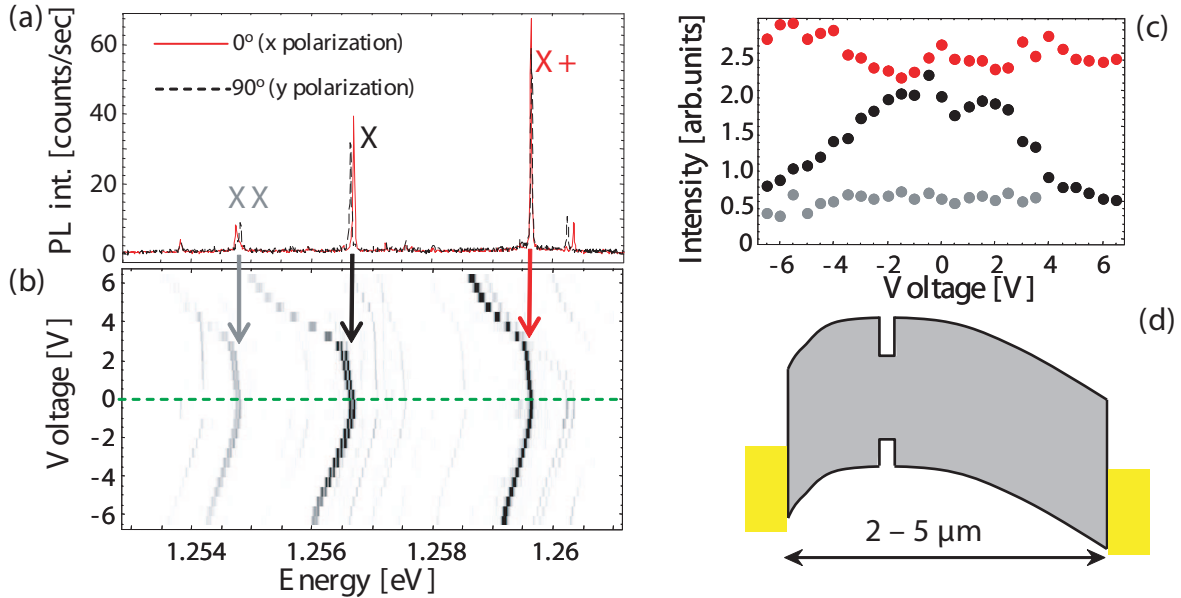 (a)
PL int. [counts/sec]
60
40
20
0
0º (x polarization)
90º (y polarization)
XX
X
X+
(b)
Voltage [V]
6
4
2
0
-2
-4
-6
1.254
1.256
1.258
1.26
Energy [eV]
(c)
Intensity [arb.units]
2.5
2.0
1.5
1.0
0.5
0
-6
-4
-2
0
2
4
6
Voltage [V]
(d)
2 – 5 μm